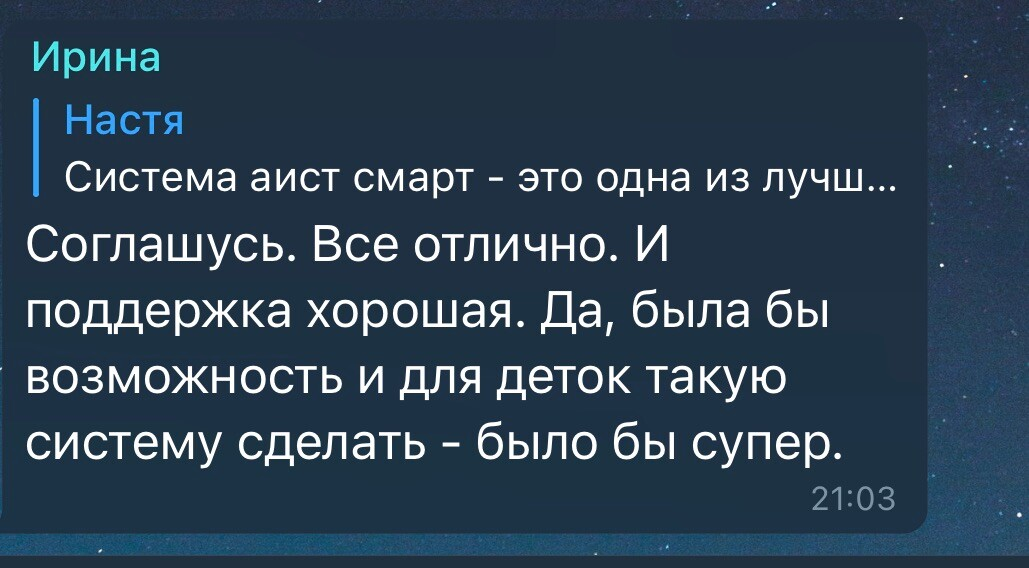 Ирина
Настя
Система аист смарт - это одна из лучш...
Соглашусь. Все отлично. И
поддержка хорошая. Да, была бы
возможность и для деток такую
систему сделать - было бы супер.
21:03